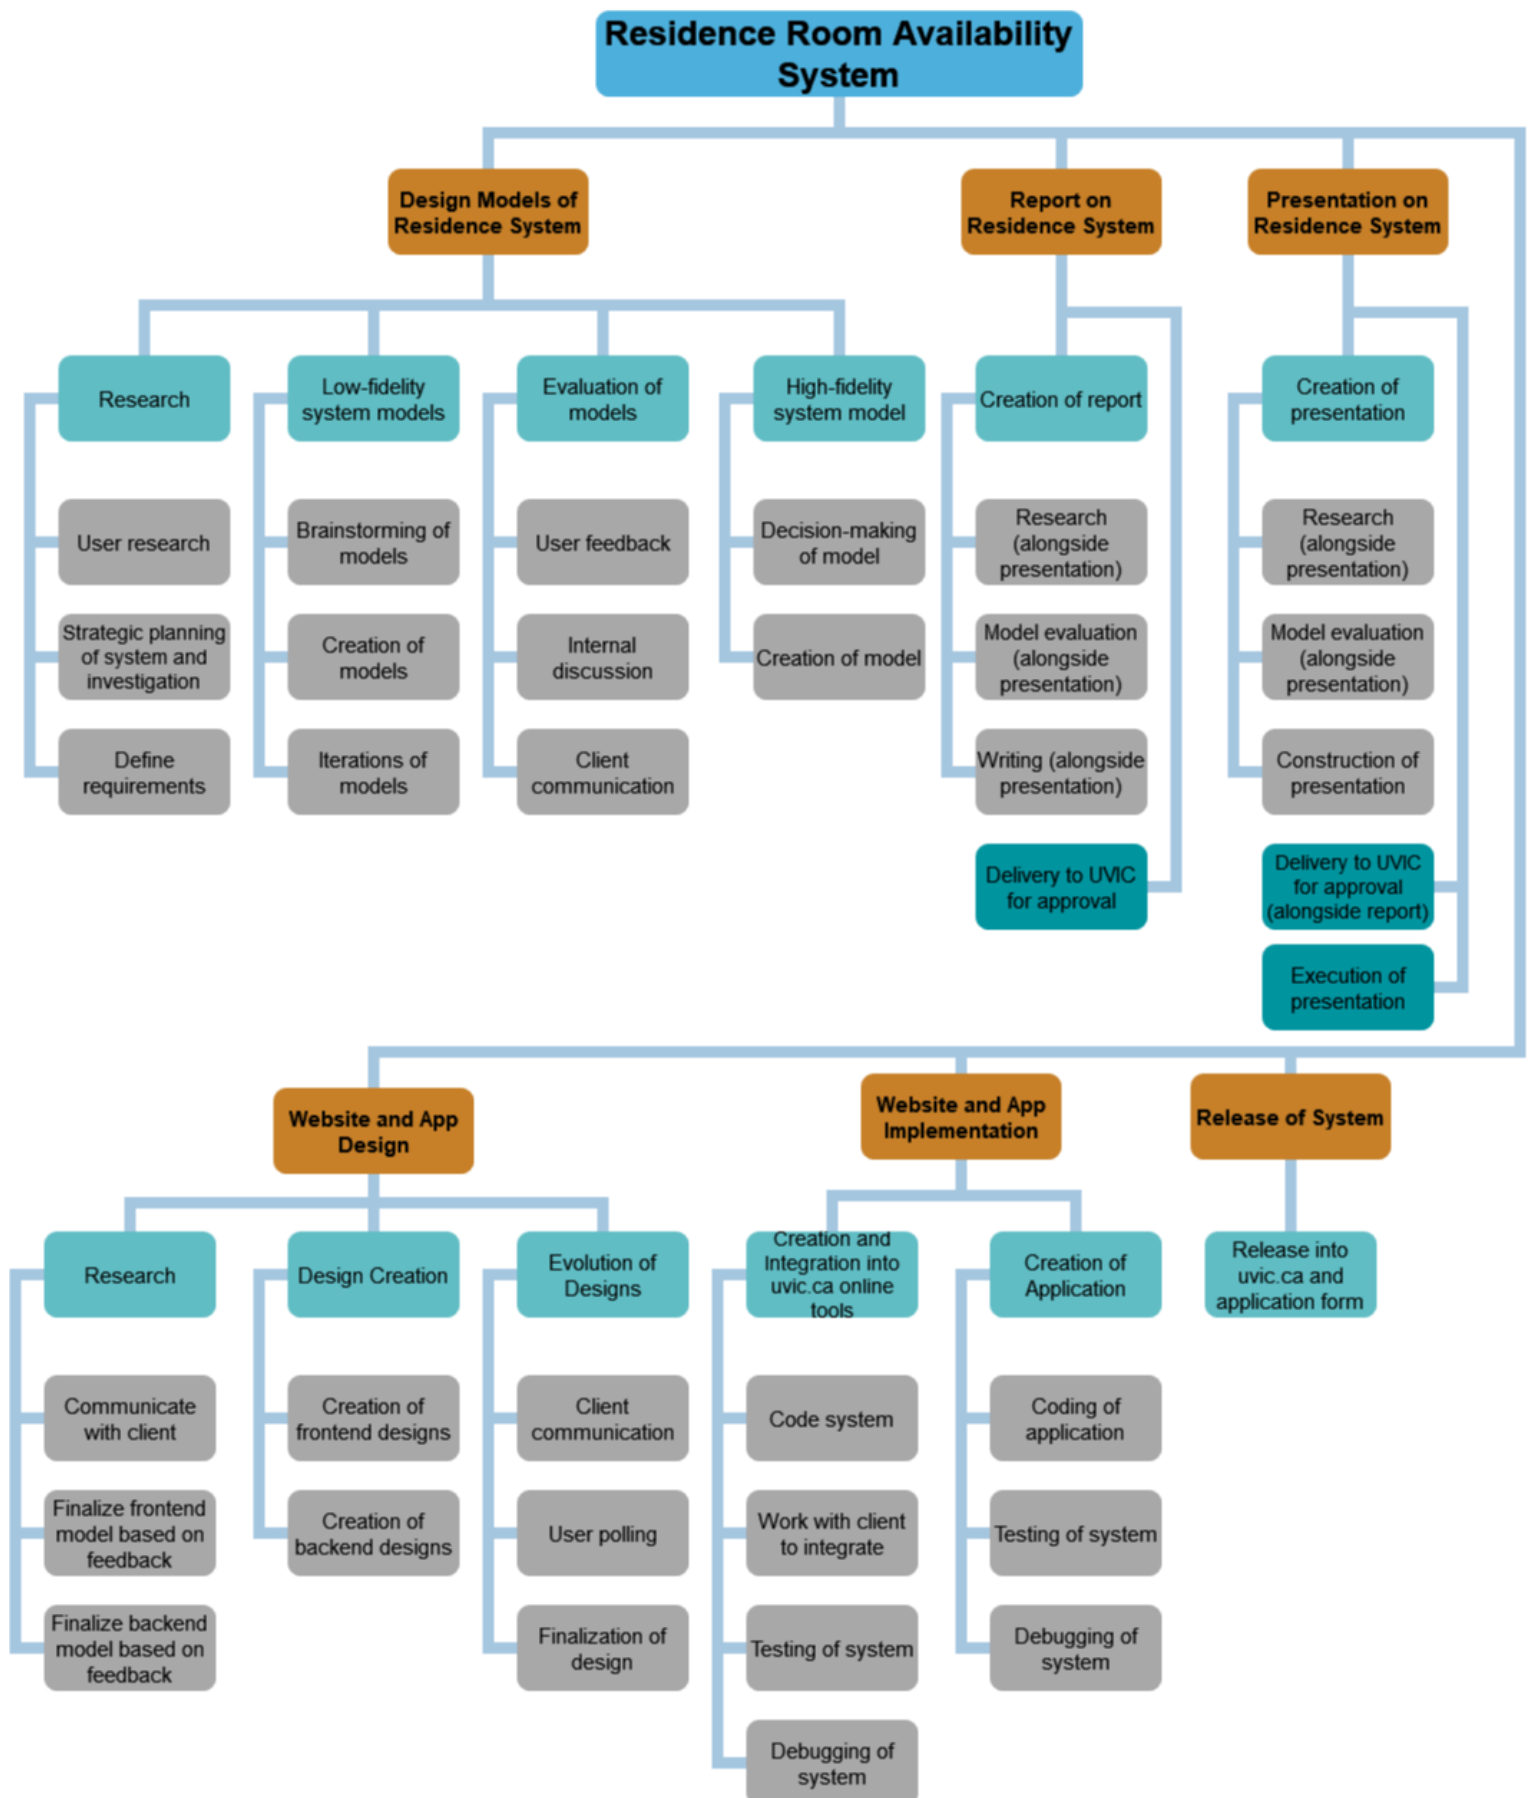 Residence Room Availability
System
Design Models of
Residence System
Report on
Residence System
Presentation on
Residence System
Research
Low-fidelity
system models
Evaluation of
models
High-fidelity
system model
Creation of report
Creation of
presentation
User research
Brainstorming of
models
User feedback
Decision-making
of model
Research
(alongside
presentation)
Research
(alongside
presentation)
Strategic planning
of system and
investigation
Creation of
models
Internal
discussion
Creation of model
Model evaluation
(alongside
presentation)
Model evaluation
(alongside
presentation)
Define
requirements
Iterations of
models
Client
communication
Writing (alongside
presentation)
Construction of
presentation
Delivery to UVIC
for approval
Delivery to UVIC
for approval
(alongside report)
Execution of
presentation
Website and App
Design
Website and App
Implementation
Release of System
Research
Design Creation
Evolution of
Designs
Creation and
Integration into
uvic.ca online
tools
Creation of
Application
Release into
uvic.ca and
application form
Communicate
with client
Creation of
frontend designs
Client
communication
Code system
Coding of
application
Finalize frontend
model based on
feedback
Creation of
backend designs
User polling
Work with client
to integrate
Testing of system
Finalize backend
model based on
feedback
Finalization of
design
Testing of system
Debugging of
system
Debugging of
system